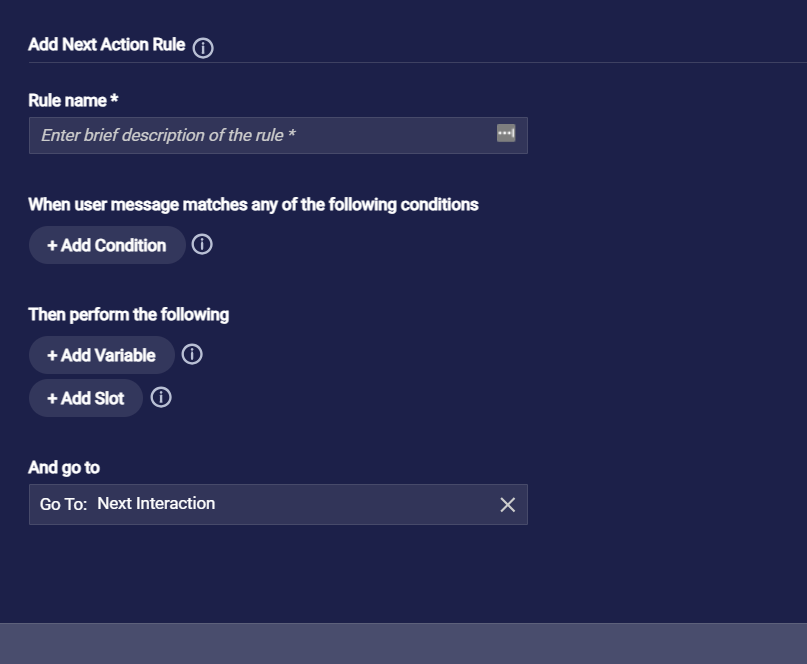 Add Next Action Rule
Rule name *
Enter brief description of the rule *
When user message matches any of the following conditions
+ Add Condition
Then perform the following
+ Add Variable
+ Add Slot
And go to
Go To: Next Interaction